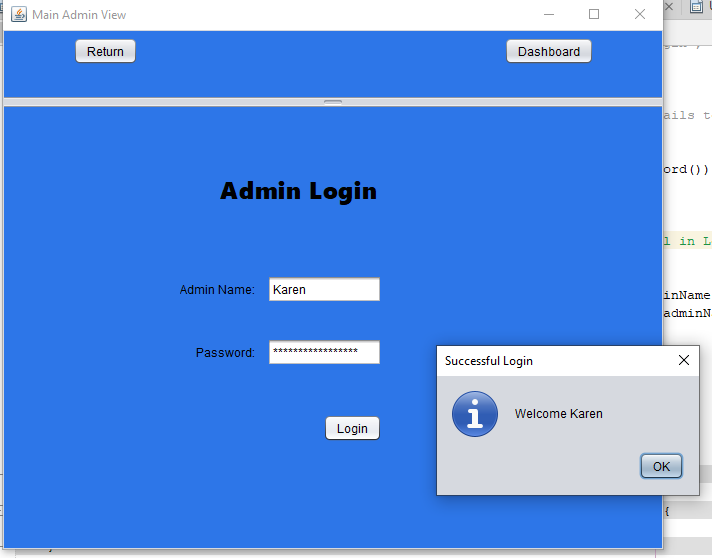 Main Admin View
Return
Dashboard
Admin Login
Admin Name: Karen
Password: *****************
Login
Successful Login
Welcome Karen
OK
ails t
ord())
l in L
inName
adminN
{